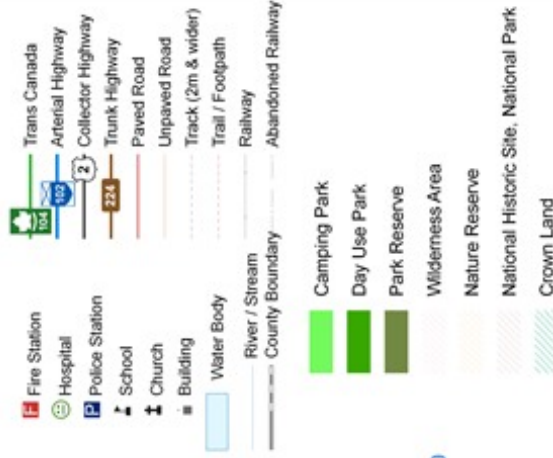 Fire Station
Hospital
Police Station
School
Church
Building
Water Body
River / Stream
County Boundary
104
Trans Canada
102
Arterial Highway
2
Collector Highway
224
Trunk Highway
Paved Road
Unpaved Road
Track (2m & wider)
Trail / Footpath
Railway
Abandoned Railway
Camping Park
Day Use Park
Park Reserve
Wilderness Area
Nature Reserve
National Historic Site, National Park
Crown Land